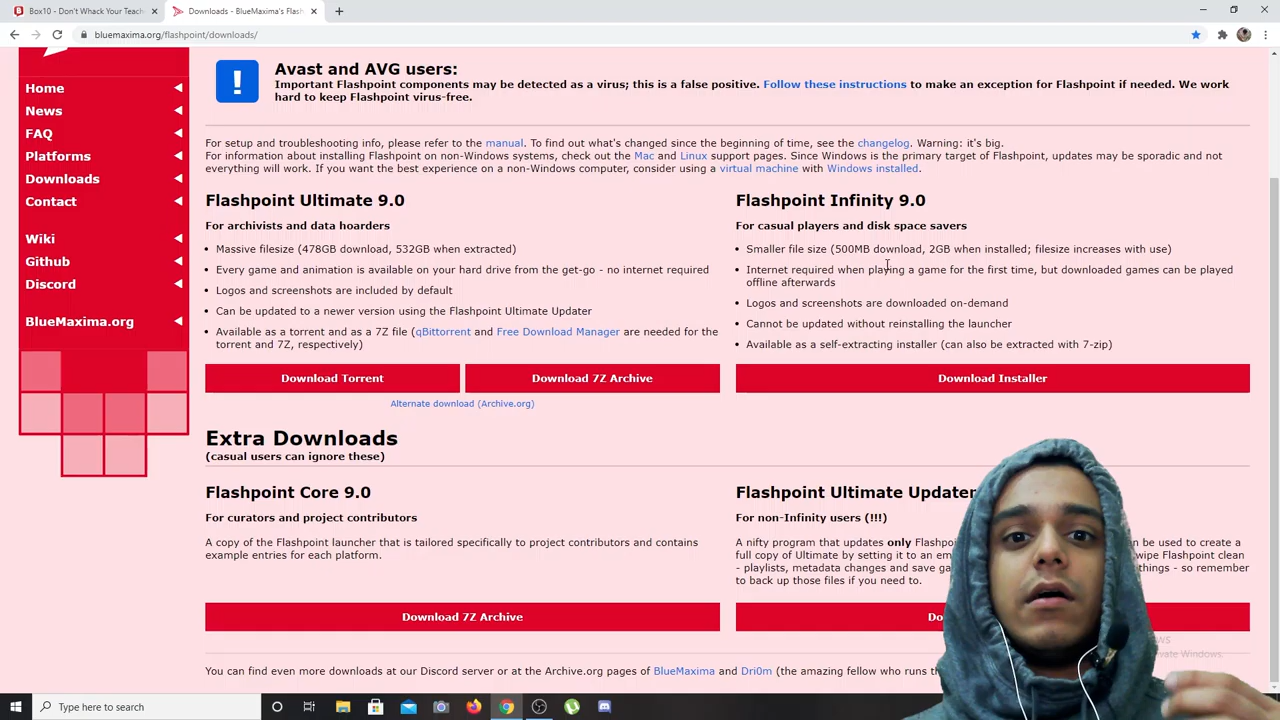 Box10 - Don't Whack Your Teach
Downloads - BlueMaxima's Flash
bluemaxima.org/flashpoint/downloads/
Home
News
FAQ
Platforms
Downloads
Contact
Wiki
Github
Discord
BlueMaxima.org
Avast and AVG users:
Important Flashpoint components may be detected as a virus; this is a false positive. Follow these instructions to make an exception for Flashpoint if needed. We work
hard to keep Flashpoint virus-free.
For setup and troubleshooting info, please refer to the manual. To find out what's changed since the beginning of time, see the changelog. Warning: it's big.
For information about installing Flashpoint on non-Windows systems, check out the Mac and Linux support pages. Since Windows is the primary target of Flashpoint, updates may be sporadic and not
everything will work. If you want the best experience on a non-Windows computer, consider using a virtual machine with Windows installed.
Flashpoint Ultimate 9.0
For archivists and data hoarders
• Massive filesize (478GB download, 532GB when extracted)
• Every game and animation is available on your hard drive from the get-go - no internet required
• Logos and screenshots are included by default
• Can be updated to a newer version using the Flashpoint Ultimate Updater
• Available as a torrent and as a 7Z file (qBittorrent and Free Download Manager are needed for the
torrent and 7Z, respectively)
Download Torrent
Download 7Z Archive
Alternate download (Archive.org)
Flashpoint Infinity 9.0
For casual players and disk space savers
• Smaller file size (500MB download, 2GB when installed; filesize increases with use)
• Internet required when playing a game for the first time, but downloaded games can be played
offline afterwards
• Logos and screenshots are downloaded on-demand
• Cannot be updated without reinstalling the launcher
• Available as a self-extracting installer (can also be extracted with 7-zip)
Download Installer
Extra Downloads
(casual users can ignore these)
Flashpoint Core 9.0
For curators and project contributors
A copy of the Flashpoint launcher that is tailored specifically to project contributors and contains
example entries for each platform.
Download 7Z Archive
Flashpoint Ultimate Updater
For non-Infinity users (!!!)
A nifty program that updates only Flashpo n be used to create a
full copy of Ultimate by setting it to an em wipe Flashpoint clean
- playlists, metadata changes and save ga things - so remember
to back up those files if you need to.
Do
You can find even more downloads at our Discord server or at the Archive.org pages of BlueMaxima and Dri0m (the amazing fellow who runs th
Type here to search